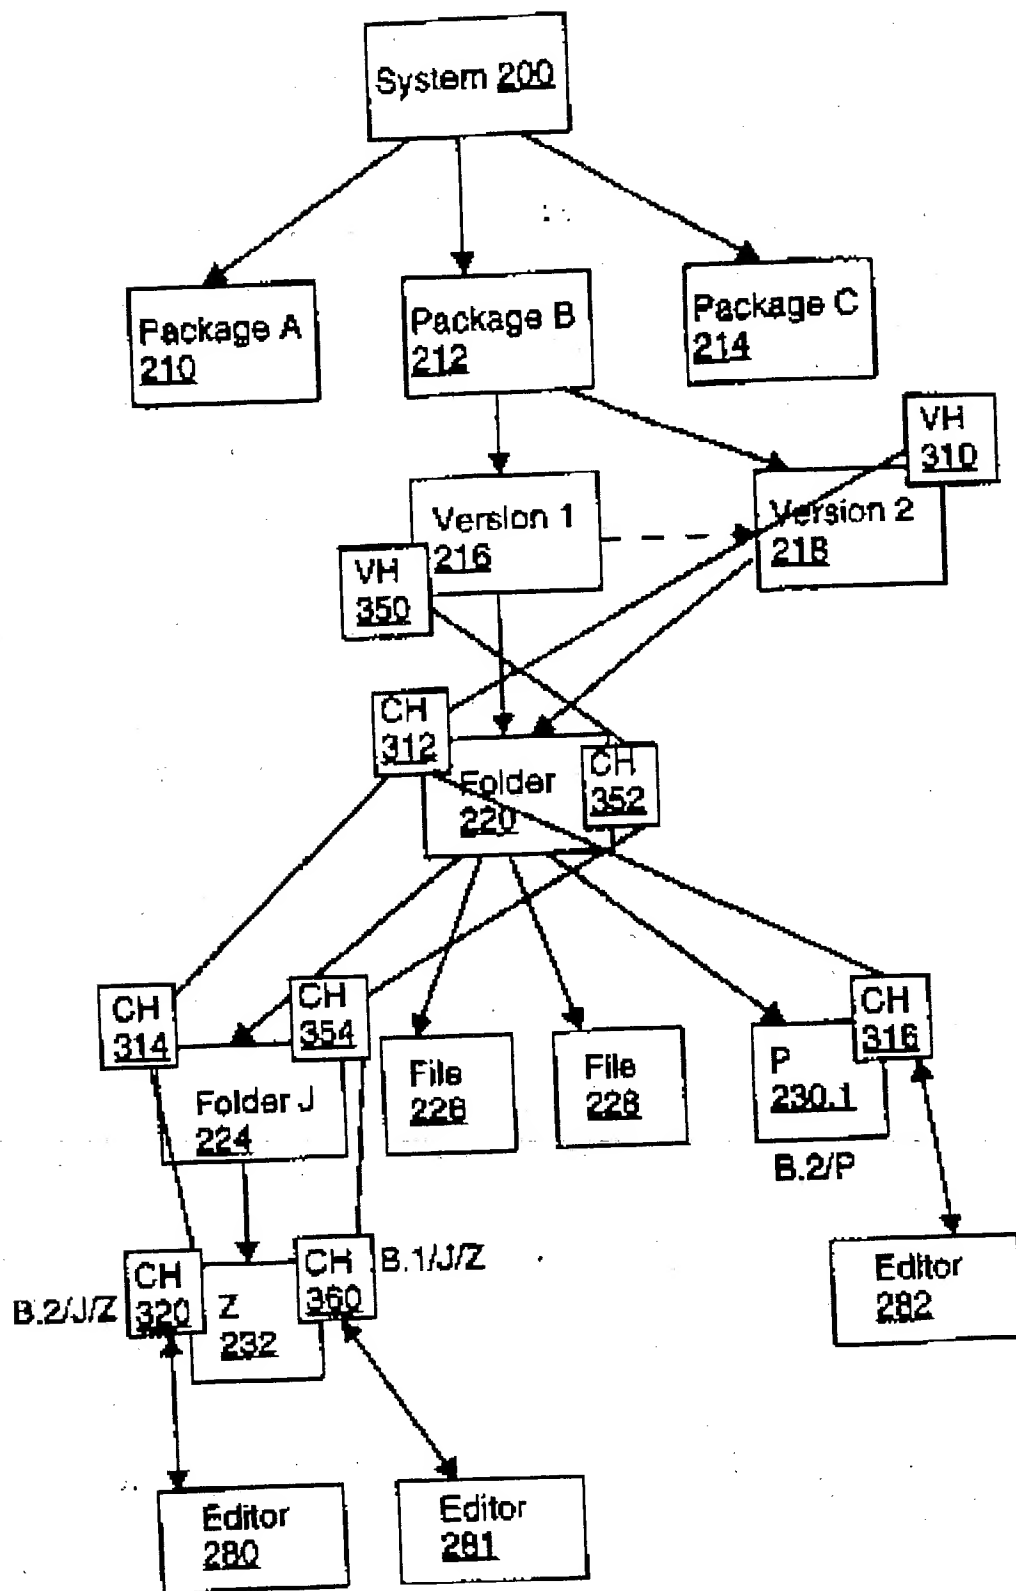 System 200
Package A
210
Package B
212
Package C
214
VH
310
Version 1
216
Version 2
218
VH
350
CH
312
Folder
220
CH
352
CH
314
CH
354
CH
316
Folder J
224
File
226
File
228
P
230.1
B.2/P
CH
320
B.2/J/Z
Z
232
CH
360
B.1/J/Z
Editor
282
Editor
280
Editor
281